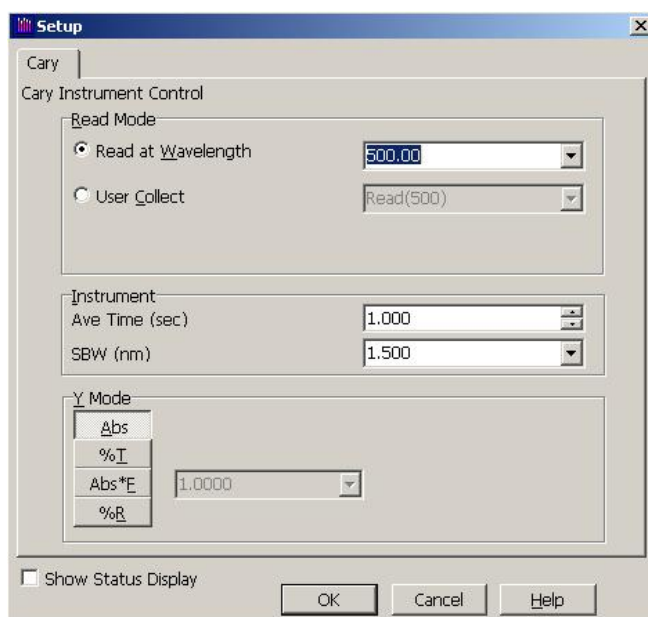 Setup
Cary
Cary Instrument Control
Read Mode
Read at Wavelength 500.00
User Collect Read(500)
Instrument
Ave Time (sec) 1.000
SBW (nm) 1.500
Y Mode
Abs
%T
Abs*F 1.0000
%R
Show Status Display
OK Cancel Help